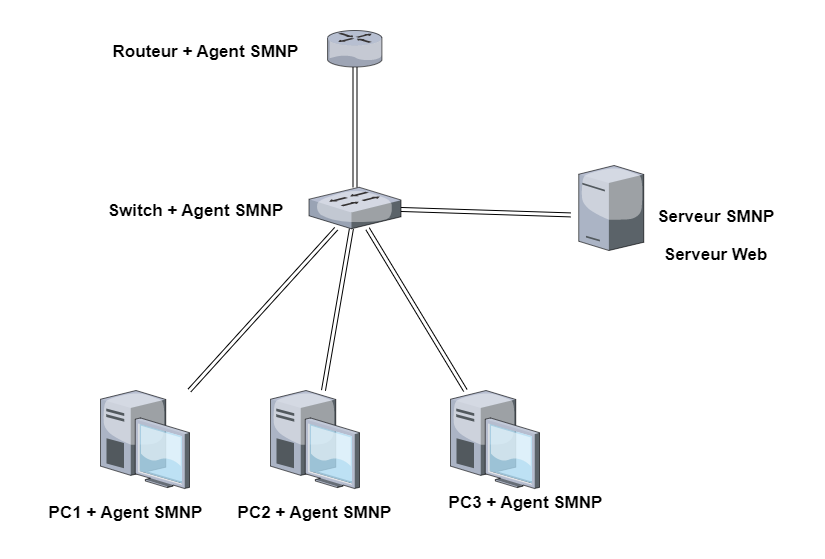 Routeur + Agent SMNP
Switch + Agent SMNP
Serveur SMNP
Serveur Web
PC1 + Agent SMNP
PC2 + Agent SMNP
PC3 + Agent SMNP